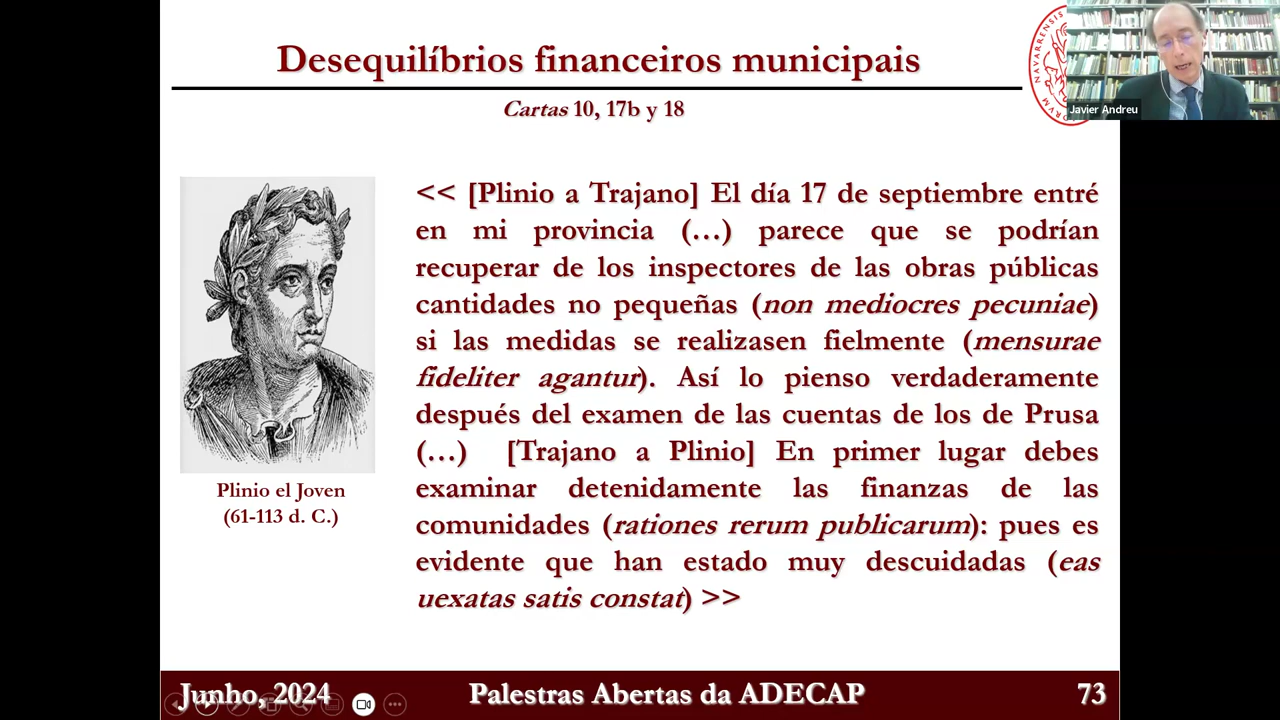 Desequilíbrios financeiros municipais
Cartas 10, 17b y 18
NAVARRENSIS
Javier Andreu
<< [Plinio a Trajano] El día 17 de septiembre entré
en mi provincia (…) parece que se podrían
recuperar de los inspectores de las obras públicas
cantidades no pequeñas (non mediocres pecuniae)
si las medidas se realizasen fielmente (mensurae
fideliter agantur). Así lo pienso verdaderamente
después del examen de las cuentas de los de Prusa
(…) [Trajano a Plinio] En primer lugar debes
examinar detenidamente las finanzas de las
comunidades (rationes rerum publicarum): pues es
evidente que han estado muy descuidadas (eas
uexatas satis constat) >>
Plinio el Joven
(61-113 d. C.)
Junho, 2024
Palestras Abertas da ADECAP
73